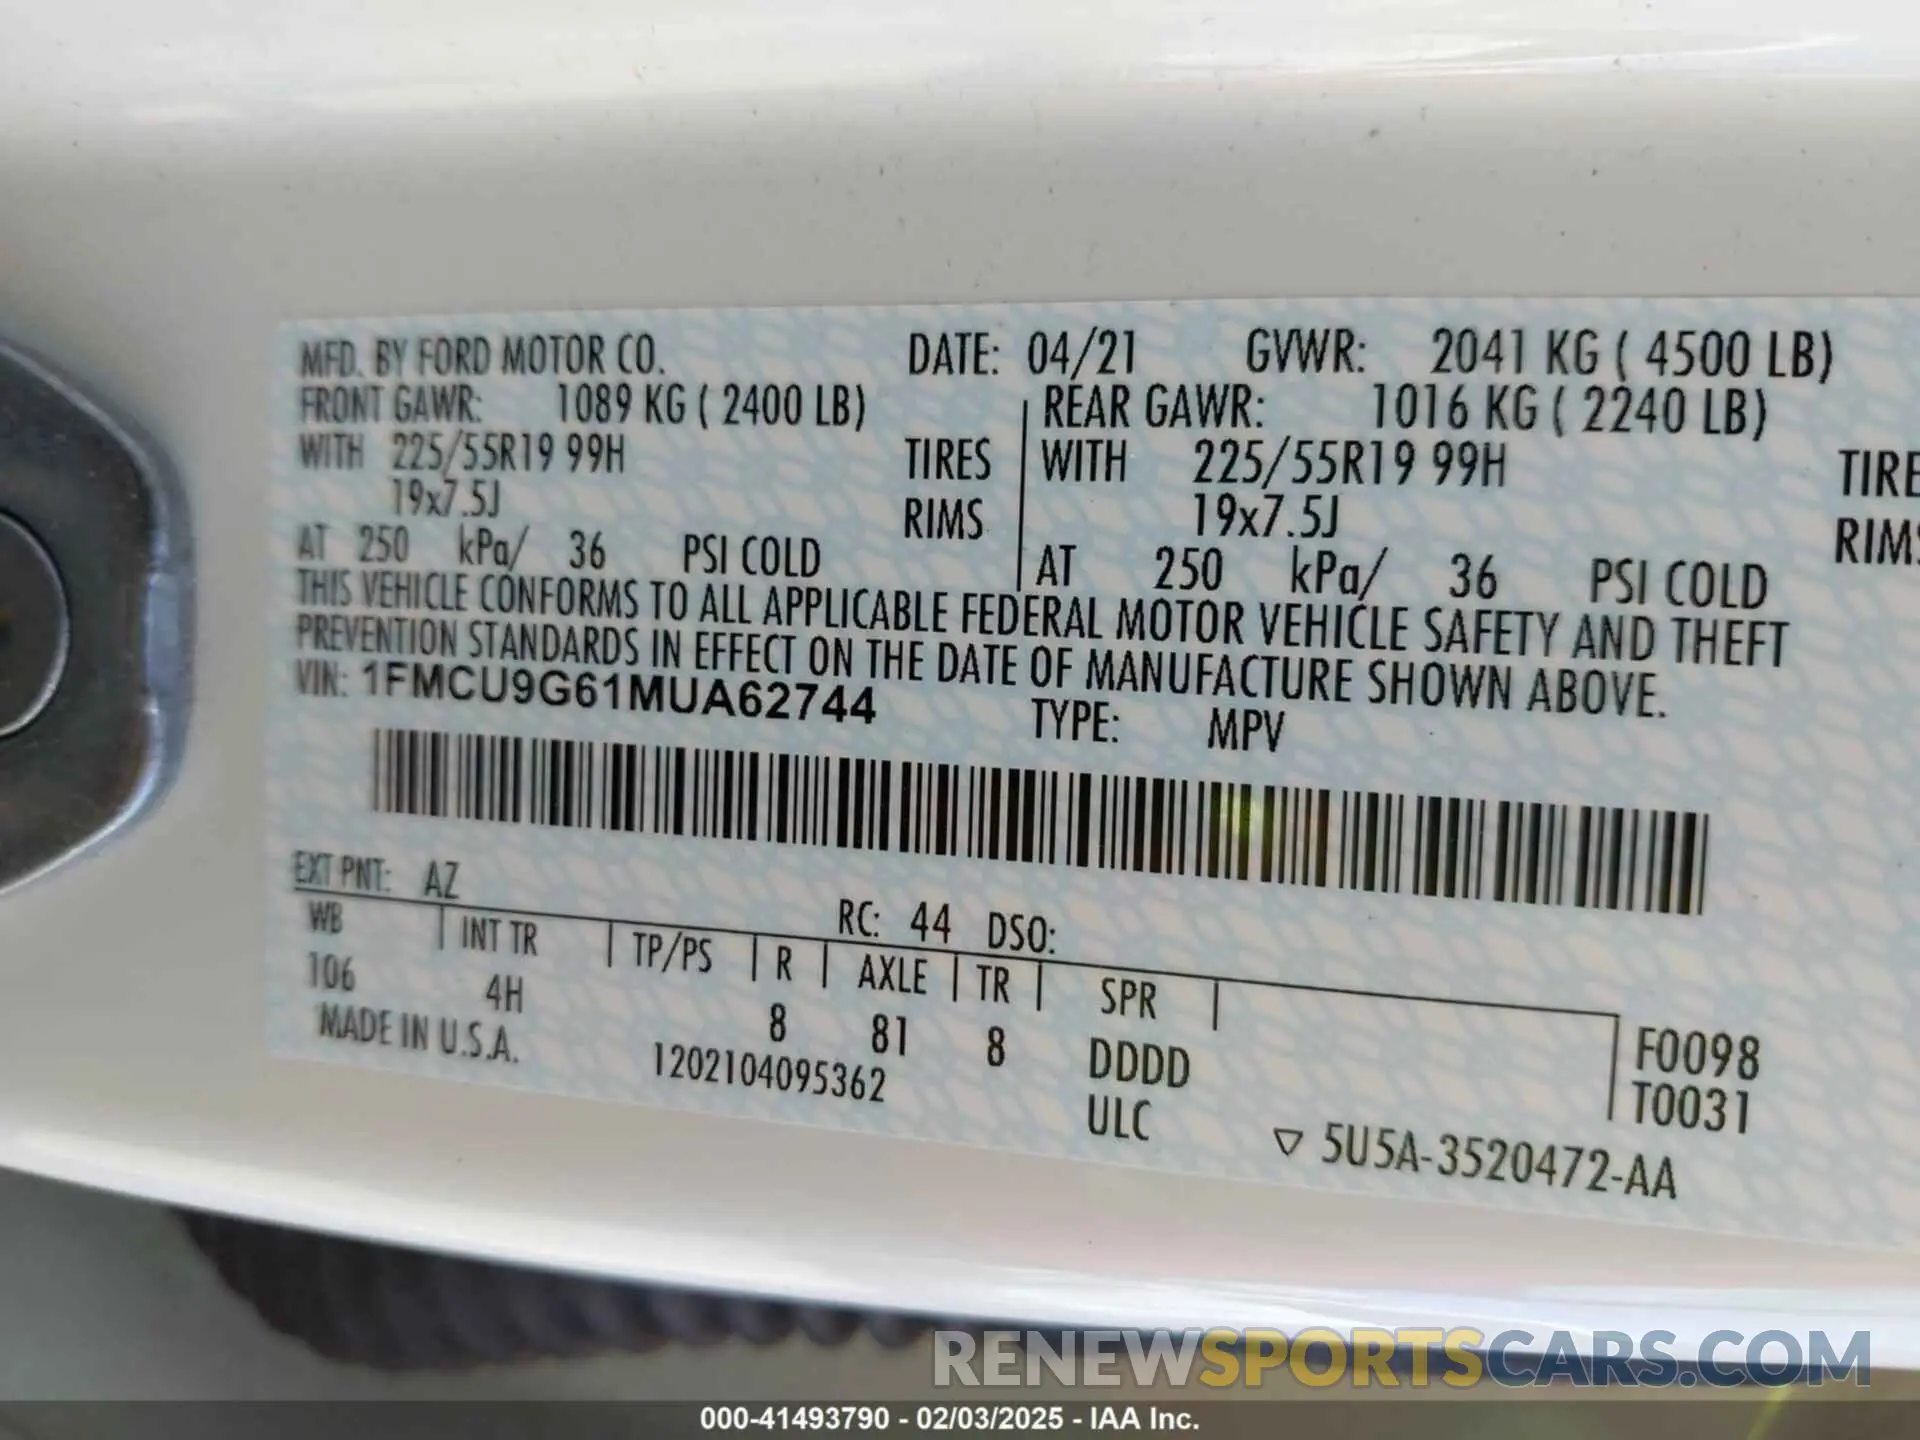 MFD. BY FORD MOTOR CO. DATE: 04/21 GVWR: 2041 KG ( 4500 LB)
FRONT GAWR: 1089 KG ( 2400 LB) REAR GAWR: 1016 KG ( 2240 LB)
WITH 225/55R19 99H TIRES WITH 225/55R19 99H TIRE
19x7.5J RIMS 19x7.5J RIMS
AT 250 kPa/ 36 PSI COLD AT 250 kPa/ 36 PSI COLD
THIS VEHICLE CONFORMS TO ALL APPLICABLE FEDERAL MOTOR VEHICLE SAFETY AND THEFT
PREVENTION STANDARDS IN EFFECT ON THE DATE OF MANUFACTURE SHOWN ABOVE.
VIN: 1FMCU9G61MUA62744 TYPE: MPV
EXT PNT: AZ RC: 44 DSO:
WB INT TR TP/PS R AXLE TR SPR
106 4H 8 81 8 DDDD F0098
MADE IN U.S.A. 1202104095362 ULC T0031
▽ 5U5A-3520472-AA
RENEWSPORTSCARS.COM
000-41493790 - 02/03/2025 - IAA Inc.